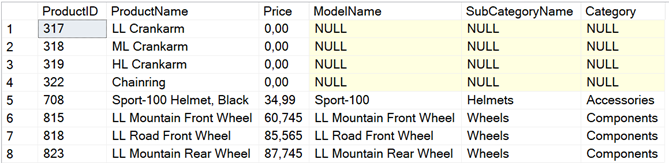 ProductID ProductName Price ModelName SubCategoryName Category
1 317 LL Crankarm 0,00 NULL NULL NULL
2 318 ML Crankarm 0,00 NULL NULL NULL
3 319 HL Crankarm 0,00 NULL NULL NULL
4 322 Chainring 0,00 NULL NULL NULL
5 708 Sport-100 Helmet, Black 34,99 Sport-100 Helmets Accessories
6 815 LL Mountain Front Wheel 60,745 LL Mountain Front Wheel Wheels Components
7 818 LL Road Front Wheel 85,565 LL Road Front Wheel Wheels Components
8 823 LL Mountain Rear Wheel 87,745 LL Mountain Rear Wheel Wheels Components